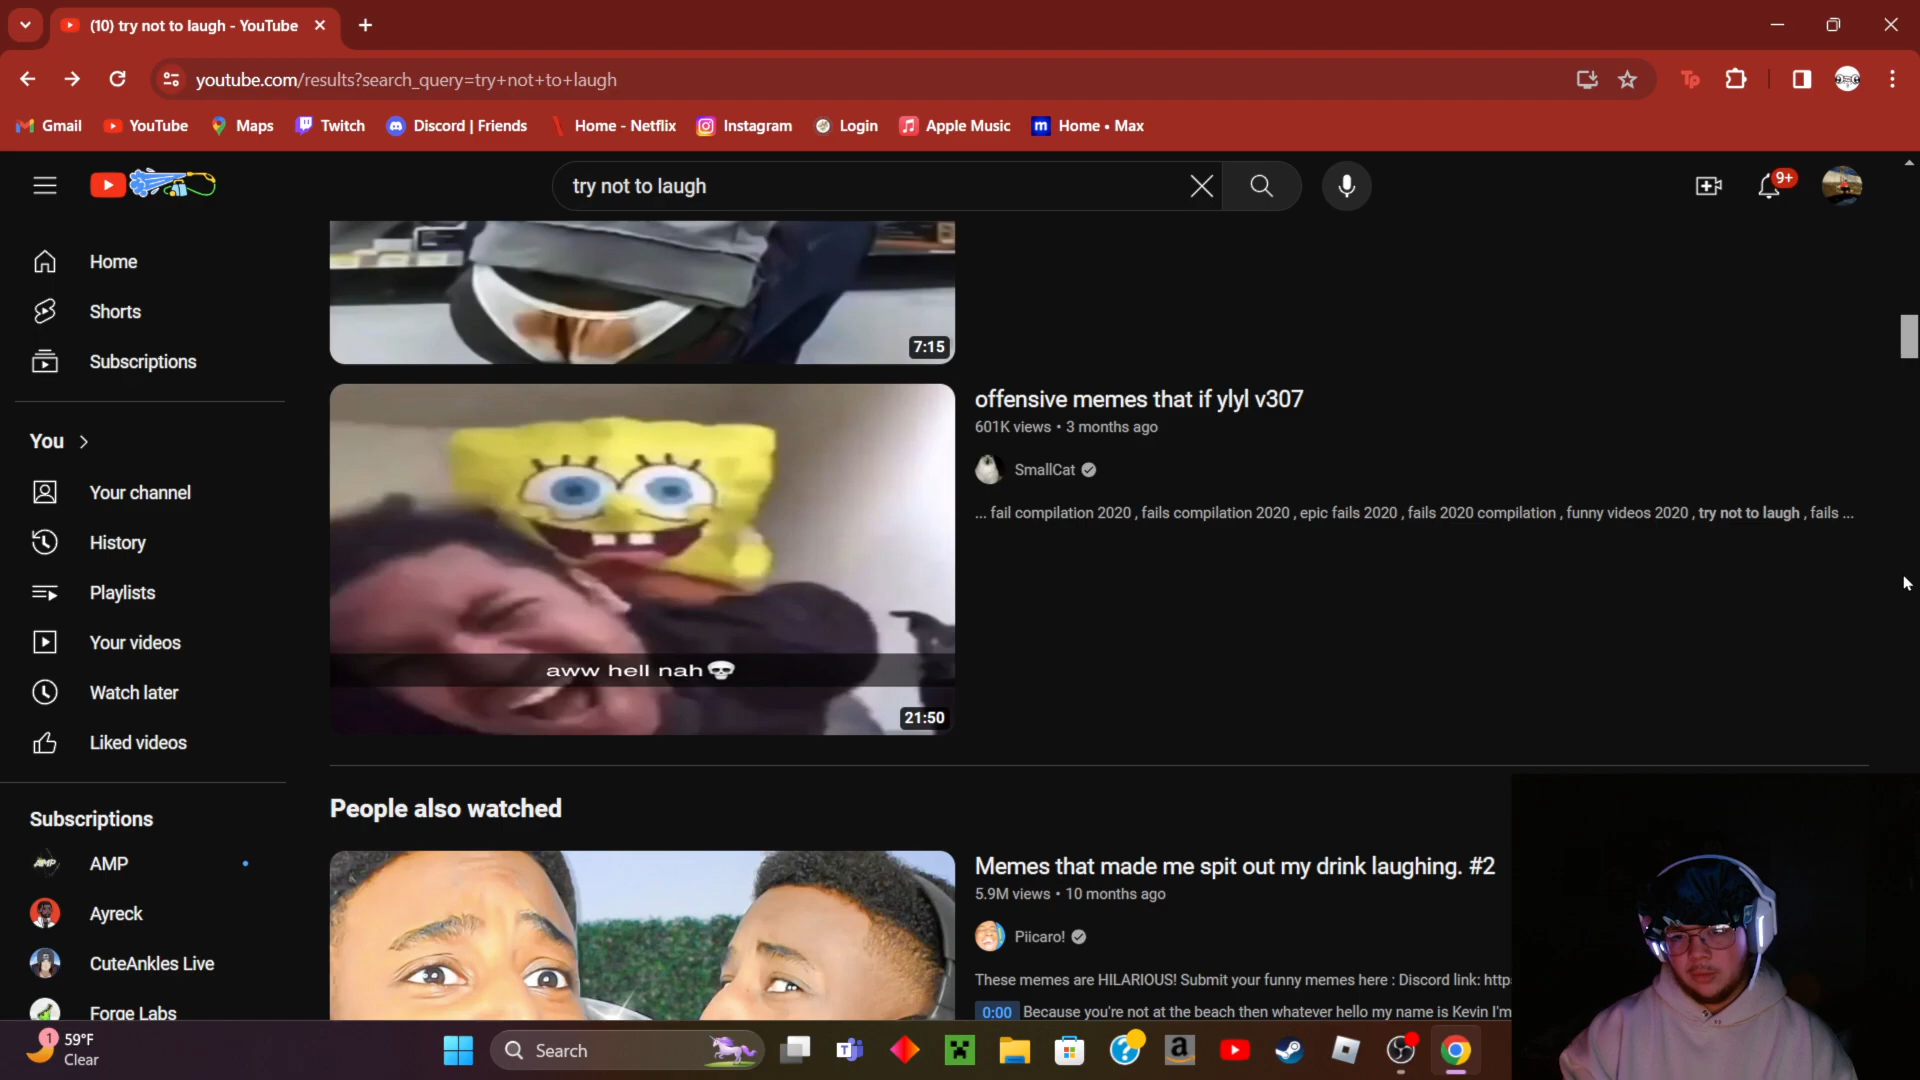 (10) try not to laugh - YouTube
youtube.com/results?search_query=try+not+to+laugh
Gmail YouTube Maps Twitch Discord | Friends Home - Netflix Instagram Login Apple Music Home • Max
try not to laugh
9+
Home
Shorts
Subscriptions
You
Your channel
History
Playlists
Your videos
Watch later
Liked videos
Subscriptions
AMP
Ayreck
CuteAnkles Live
Forge Labs
7:15
aww hell nah💀
21:50
offensive memes that if ylyl v307
601K views • 3 months ago
SmallCat
... fail compilation 2020 , fails compilation 2020 , epic fails 2020 , fails 2020 compilation , funny videos 2020 , try not to laugh , fails ...
People also watched
Memes that made me spit out my drink laughing. #2
5.9M views • 10 months ago
Piicaro!
These memes are HILARIOUS! Submit your funny memes here : Discord link: http
0:00 Because you're not at the beach then whatever hello my name is Kevin I'm
1
59°F
Clear
Search